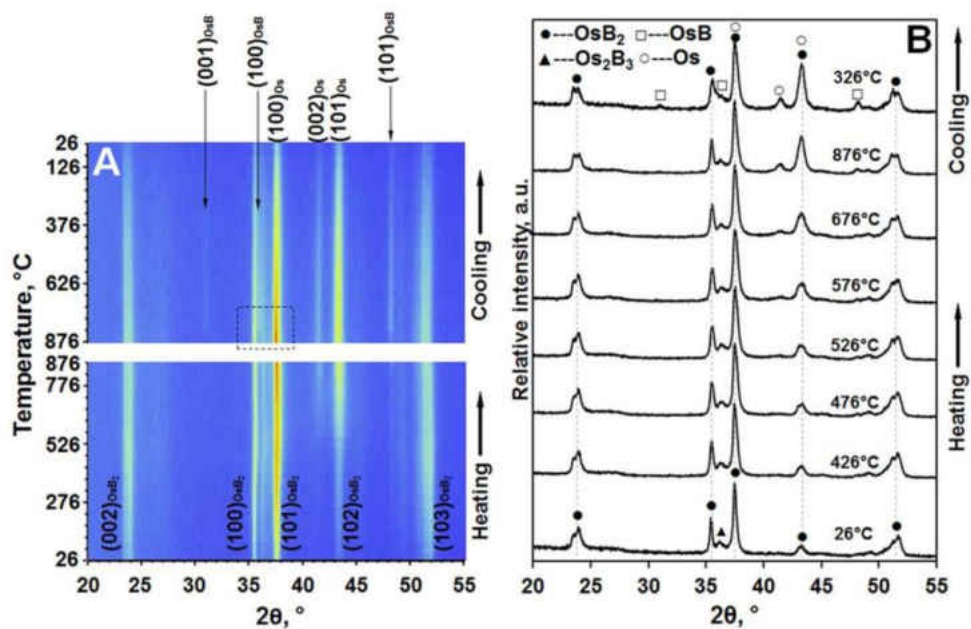 (001)OsB
(100)OsB
(100)Os
(002)Os
(101)Os
(101)OsB
A
26
126
376
626
876
876
776
526
276
26
Temperature, °C
Cooling
Heating
(002)OsB2
(100)OsB2
(101)OsB2
(102)OsB2
(103)OsB2
20 25 30 35 40 45 50 55
2θ, °
B
●---OsB₂ □---OsB
▲---Os₂B₃ ○---Os
326°C
876°C
676°C
576°C
526°C
476°C
426°C
26°C
Relative intensity, a.u.
Cooling
Heating
20 25 31 36 40 45 51 55
2θ, °